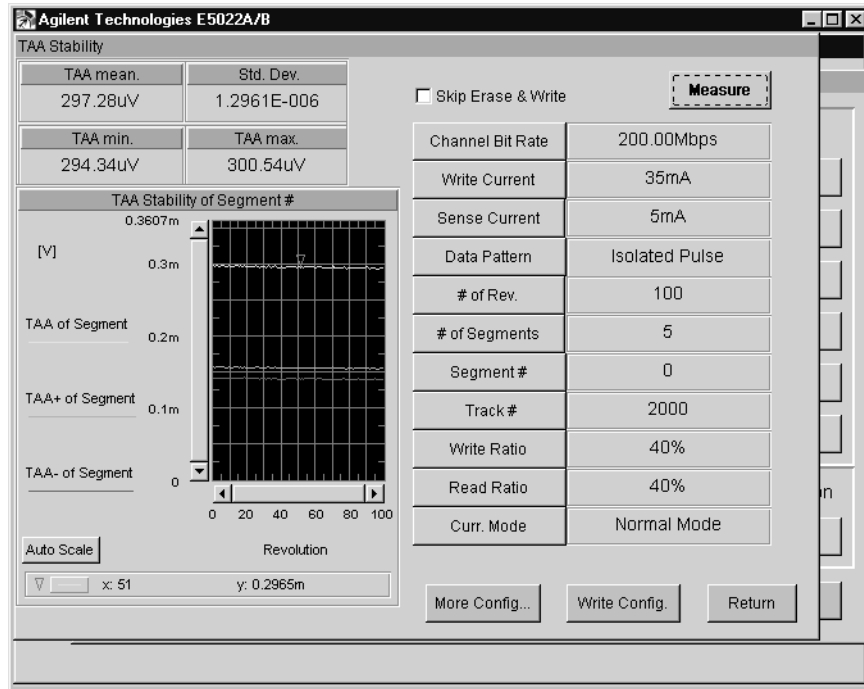 Agilent Technologies E5022A/B
TAA Stability
TAA mean. Std. Dev.
297.28uV 1.2961E-006
TAA min. TAA max.
294.34uV 300.54uV
TAA Stability of Segment #
0.3607m
[V]
0.3m
TAA of Segment
0.2m
TAA+ of Segment
0.1m
TAA- of Segment
0
0 20 40 60 80 100
Auto Scale Revolution
x: 51 y: 0.2965m
Skip Erase & Write Measure
Channel Bit Rate 200.00Mbps
Write Current 35mA
Sense Current 5mA
Data Pattern Isolated Pulse
# of Rev. 100
# of Segments 5
Segment # 0
Track # 2000
Write Ratio 40%
Read Ratio 40%
Curr. Mode Normal Mode
More Config... Write Config. Return